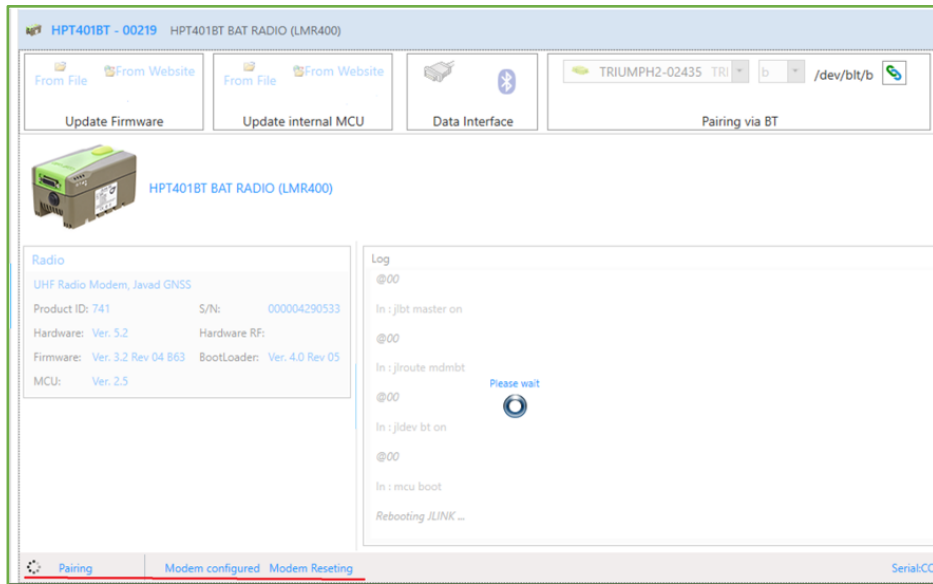 HPT401BT - 00219 HPT401BT BAT RADIO (LMR400)
From File From Website
Update Firmware
From File From Website
Update internal MCU
Data Interface
TRIUMPH2-02435 TRI b /dev/blt/b
Pairing via BT
HPT401BT BAT RADIO (LMR400)
Radio
UHF Radio Modem, Javad GNSS
Product ID: 741 S/N: 000004290533
Hardware: Ver. 5.2 Hardware RF:
Firmware: Ver. 3.2 Rev 04 B63 BootLoader: Ver. 4.0 Rev 05
MCU: Ver. 2.5
Log
@00
In : jlbt master on
@00
In : jlroute mdmbt
@00
In : jldev bt on
@00
In : mcu boot
Rebooting JLINK ...
Please wait
Pairing Modem configured Modem Reseting Serial:CO